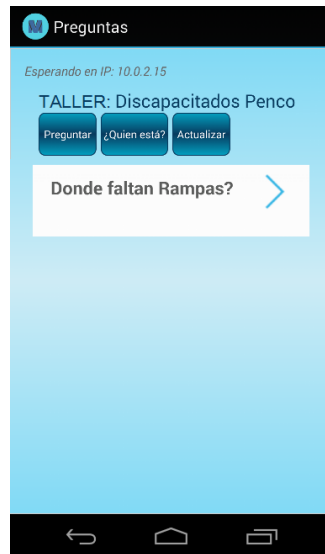 M Preguntas
Esperando en IP: 10.0.2.15
TALLER: Discapacitados Penco
Preguntar ¿Quien está? Actualizar
Donde faltan Rampas?